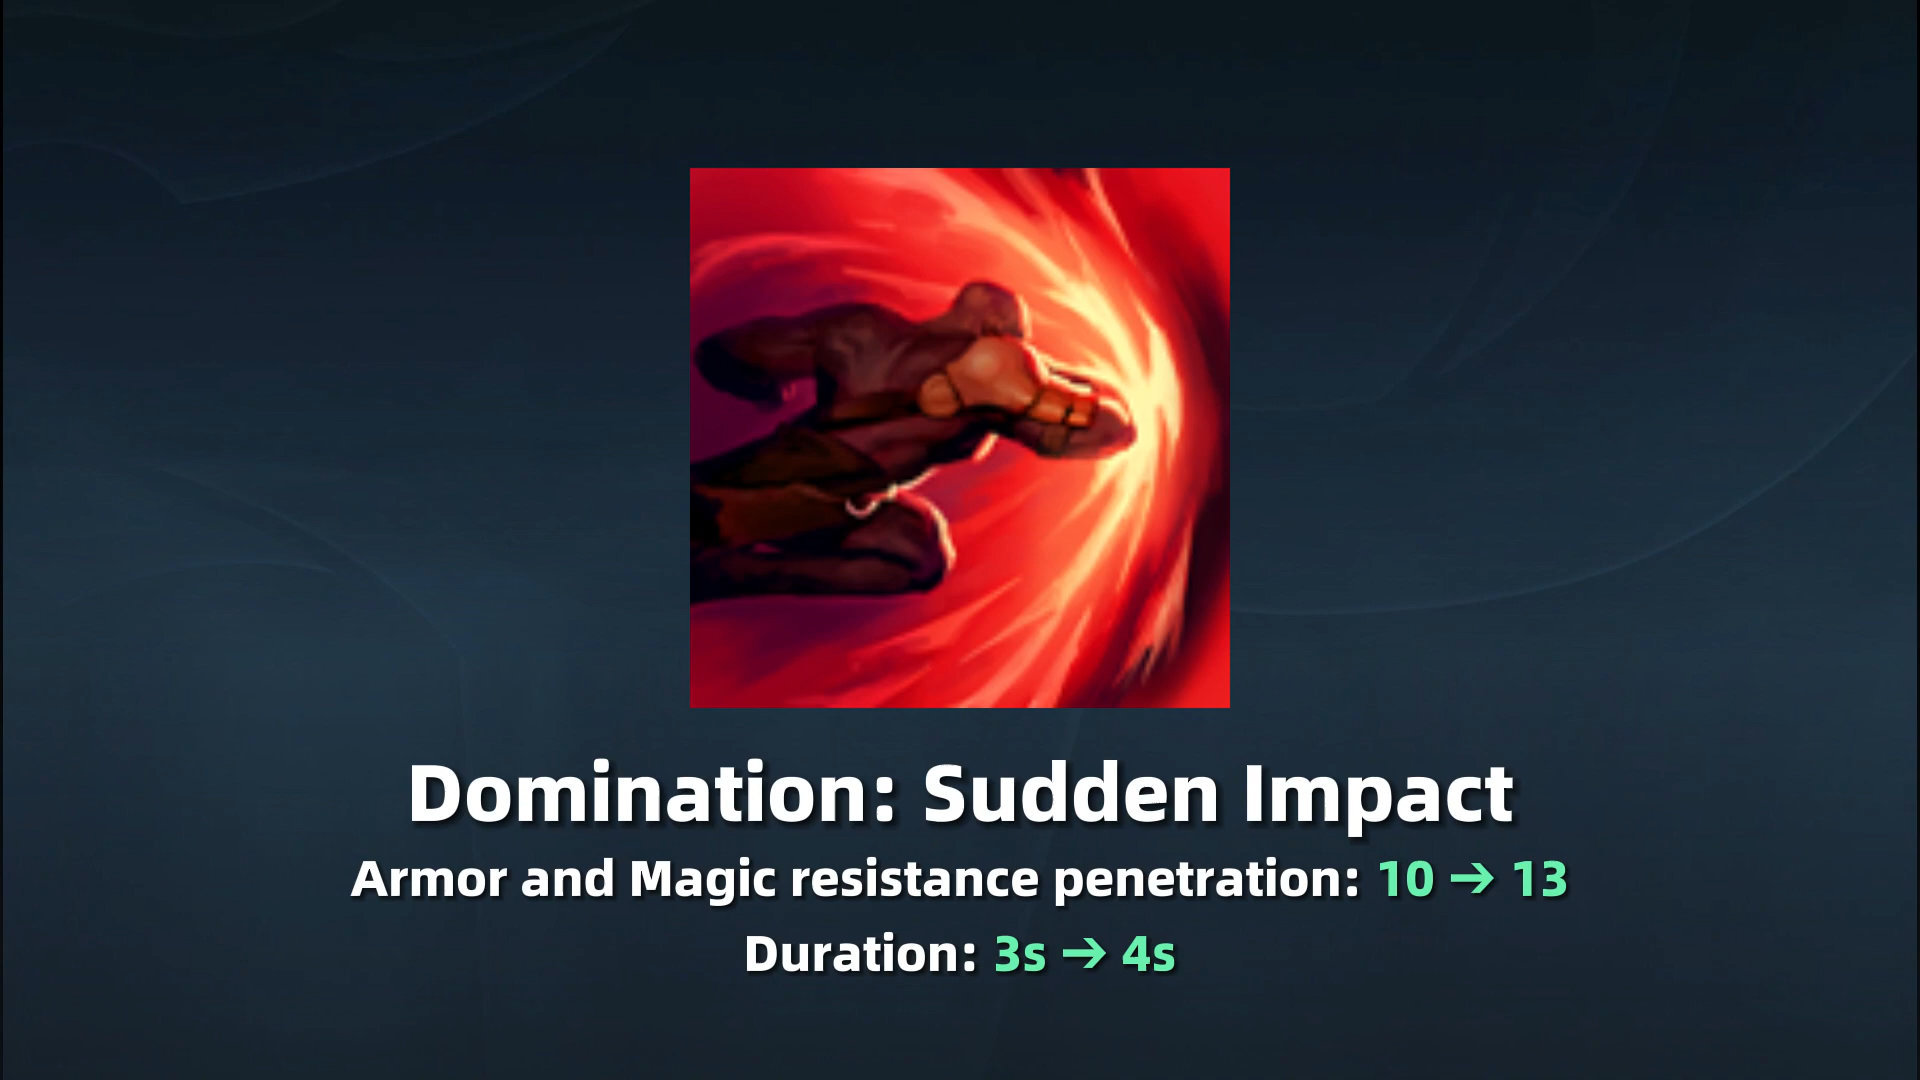 Domination: Sudden Impact
Armor and Magic resistance penetration: 10 → 13
Duration: 3s → 4s